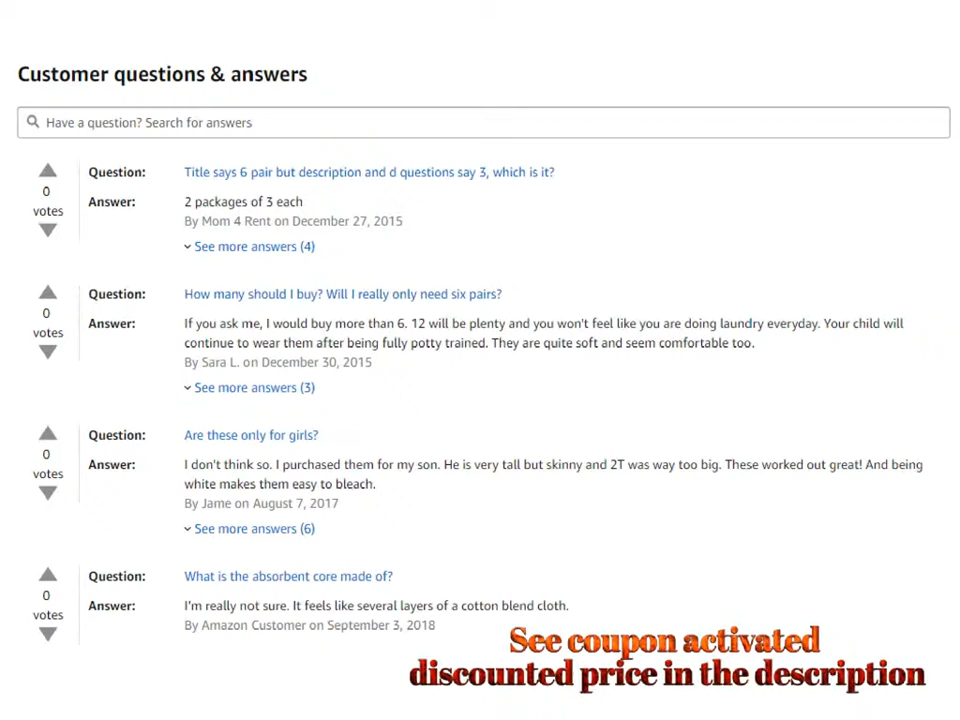 Customer questions & answers
Have a question? Search for answers
0
votes
Question: Title says 6 pair but description and d questions say 3, which is it?
Answer: 2 packages of 3 each
By Mom 4 Rent on December 27, 2015
See more answers (4)
0
votes
Question: How many should I buy? Will I really only need six pairs?
Answer: If you ask me, I would buy more than 6. 12 will be plenty and you won't feel like you are doing laundry everyday. Your child will
continue to wear them after being fully potty trained. They are quite soft and seem comfortable too.
By Sara L. on December 30, 2015
See more answers (3)
0
votes
Question: Are these only for girls?
Answer: I don't think so. I purchased them for my son. He is very tall but skinny and 2T was way too big. These worked out great! And being
white makes them easy to bleach.
By Jame on August 7, 2017
See more answers (6)
0
votes
Question: What is the absorbent core made of?
Answer: I'm really not sure. It feels like several layers of a cotton blend cloth.
By Amazon Customer on September 3, 2018
See coupon activated
discounted price in the description